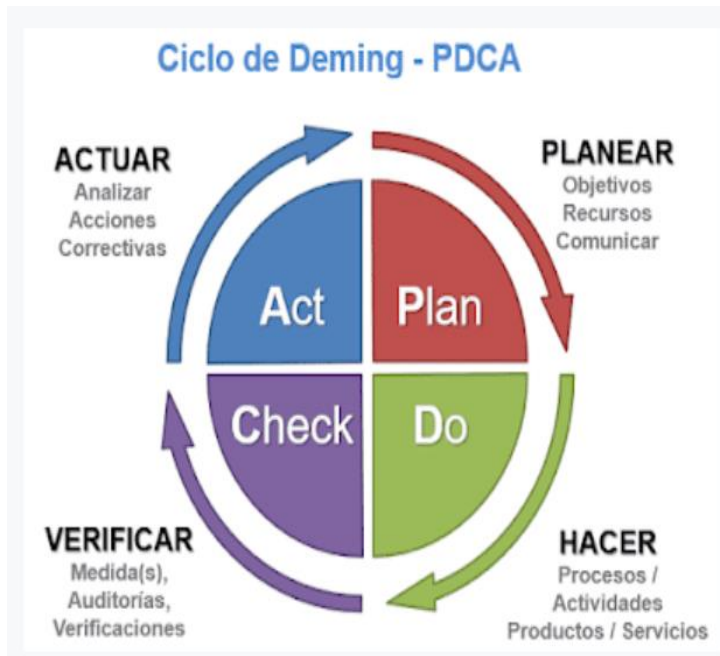 Ciclo de Deming - PDCA
ACTUAR
Analizar
Acciones
Correctivas
PLANEAR
Objetivos
Recursos
Comunicar
Act
Plan
Check
Do
VERIFICAR
Medida(s),
Auditorías,
Verificaciones
HACER
Procesos /
Actividades
Productos / Servicios